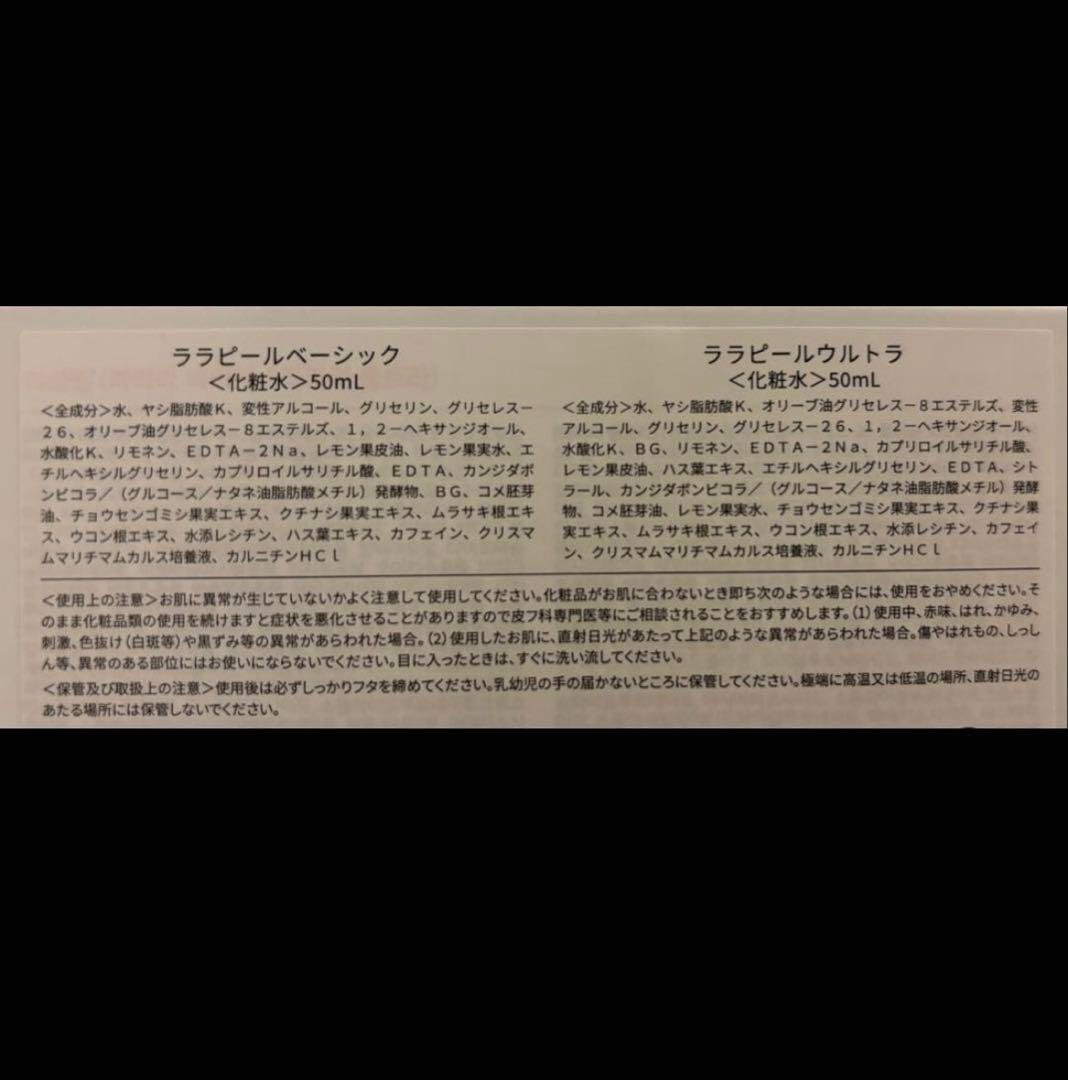 ララピールベーシック
＜化粧水＞50mL
＜全成分＞水、ヤシ脂肪酸Ｋ、変性アルコール、グリセリン、グリセレス－
２６、オリーブ油グリセレス－８エステルズ、１，２－ヘキサンジオール、
水酸化Ｋ、リモネン、ＥＤＴＡ－２Ｎａ、レモン果皮油、レモン果実水、エ
チルヘキシルグリセリン、カプリロイルサリチル酸、ＥＤＴＡ、カンジダボ
ンビコラ／（グルコース／ナタネ油脂肪酸メチル）発酵物、ＢＧ、コメ胚芽
油、チョウセンゴミシ果実エキス、クチナシ果実エキス、ムラサキ根エキ
ス、ウコン根エキス、水添レシチン、ハス葉エキス、カフェイン、クリスマ
ムマリチマムカルス培養液、カルニチンＨＣｌ
ララピールウルトラ
＜化粧水＞50mL
＜全成分＞水、ヤシ脂肪酸Ｋ、オリーブ油グリセレス－８エステルズ、変性
アルコール、グリセリン、グリセレス－２６、１，２－ヘキサンジオール、
水酸化Ｋ、ＢＧ、リモネン、ＥＤＴＡ－２Ｎａ、カプリロイルサリチル酸、
レモン果皮油、ハス葉エキス、エチルヘキシルグリセリン、ＥＤＴＡ、シト
ラール、カンジダボンビコラ／（グルコース／ナタネ油脂肪酸メチル）発酵
物、コメ胚芽油、レモン果実水、チョウセンゴミシ果実エキス、クチナシ果
実エキス、ムラサキ根エキス、ウコン根エキス、水添レシチン、カフェイ
ン、クリスマムマリチマムカルス培養液、カルニチンＨＣｌ
＜使用上の注意＞お肌に異常が生じていないかよく注意して使用してください。化粧品がお肌に合わないとき即ち次のような場合には、使用をおやめください。そ
のまま化粧品類の使用を続けますと症状を悪化させることがありますので皮フ科専門医等にご相談されることをおすすめします。(1)使用中、赤味、はれ、かゆみ、
刺激、色抜け(白斑等)や黒ずみ等の異常があらわれた場合。(2)使用したお肌に、直射日光があたって上記のような異常があらわれた場合。傷やはれもの、しっし
ん等、異常のある部位にはお使いにならないでください。目に入ったときは、すぐに洗い流してください。
＜保管及び取扱上の注意＞使用後は必ずしっかりフタを締めてください。乳幼児の手の届かないところに保管してください。極端に高温又は低温の場所、直射日光の
あたる場所には保管しないでください。